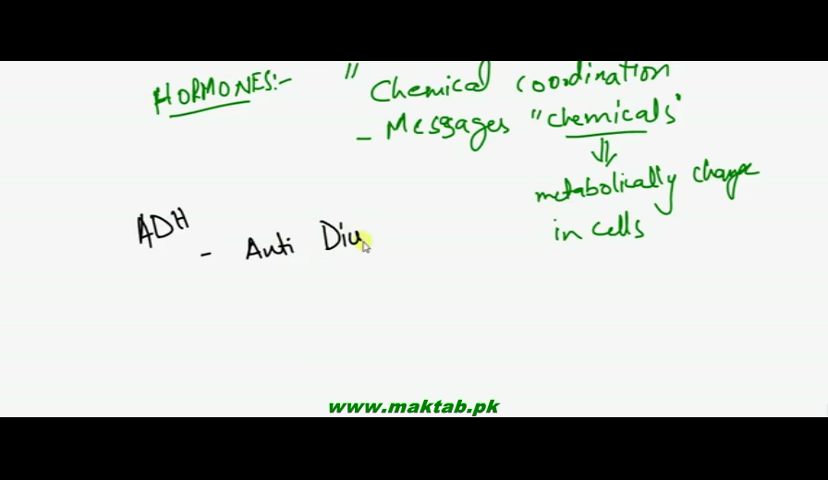 HORMONES:- " Chemical coordination
- Messages "chemicals"
⇓
metabolically change
in cells
ADH
- Anti Diu
www.maktab.pk